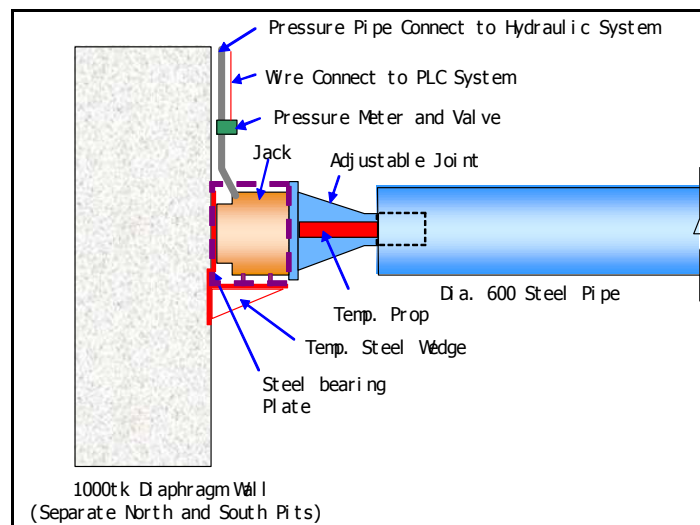 Pressure Pipe Connect to Hydraulic System
Wire Connect to PLC System
Pressure Meter and Valve
Jack
Adjustable Joint
Dia. 600 Steel Pipe
Temp. Prop
Temp. Steel Wedge
Steel bearing
Plate
1000tk Diaphragm Wall
(Separate North and South Pits)